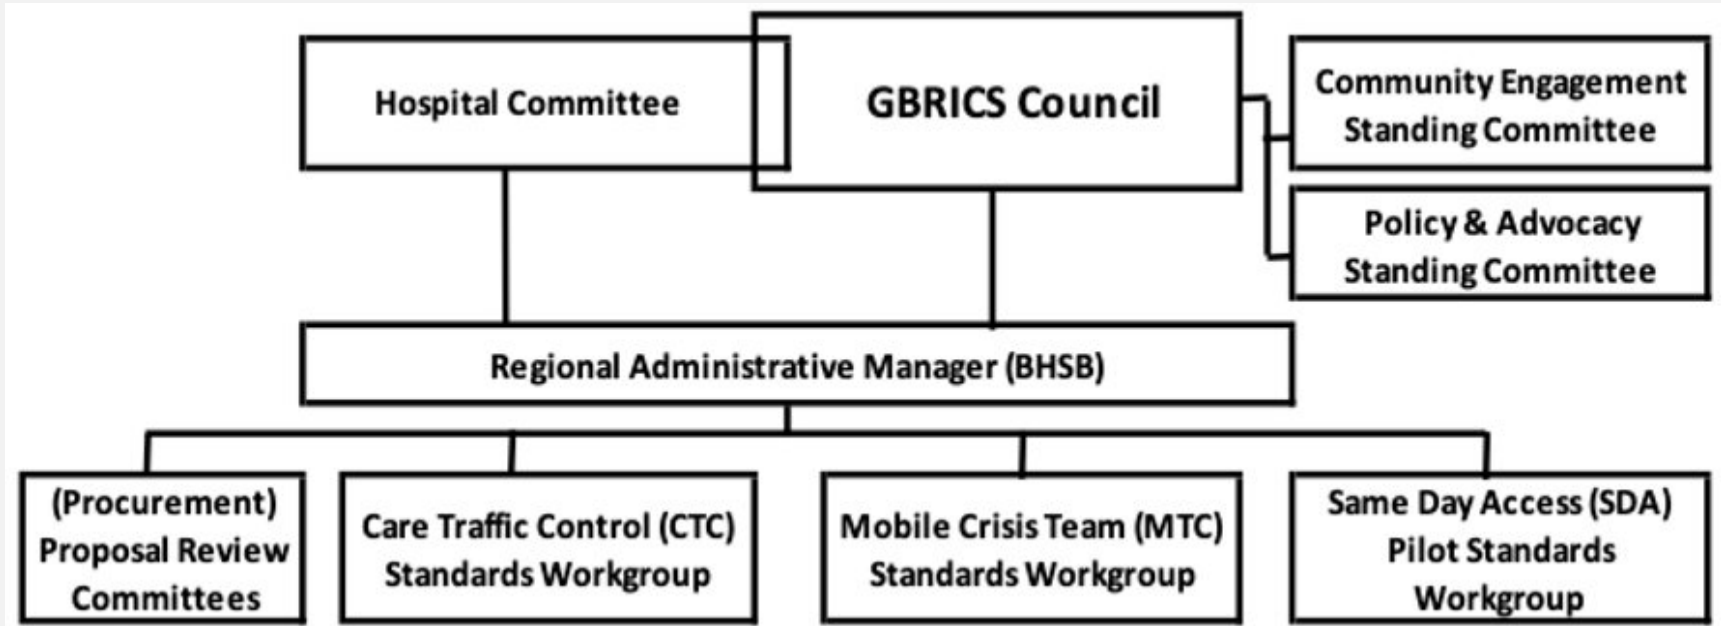 Hospital Committee
GBRICS Council
Community Engagement
Standing Committee
Policy & Advocacy
Standing Committee
Regional Administrative Manager (BHSB)
(Procurement)
Proposal Review
Committees
Care Traffic Control (CTC)
Standards Workgroup
Mobile Crisis Team (MTC)
Standards Workgroup
Same Day Access (SDA)
Pilot Standards
Workgroup